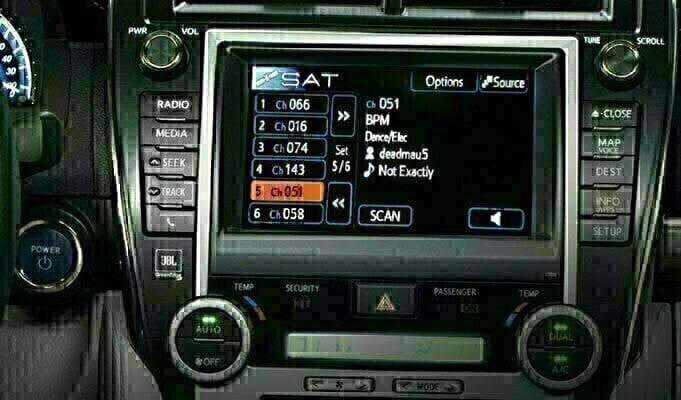 PWR
VOL
TUNE
SCROLL
SAT
Options
Source
RADIO
MEDIA
SEEK
TRACK
1 Ch 066
2 Ch 016
3 Ch 074
4 Ch 143
5 Ch 051
6 Ch 058
>>
Set
5/6
<<
Ch 051
BPM
Dance/Elec
deadmau5
Not Exactly
SCAN
CLOSE
MAP
VOICE
DEST
INFO
APPS
SETUP
POWER
JBL
GreenEdge
TEMP
SECURITY
PASSENGER
TEMP
AUTO
OFF
DUAL
A/C
MODE